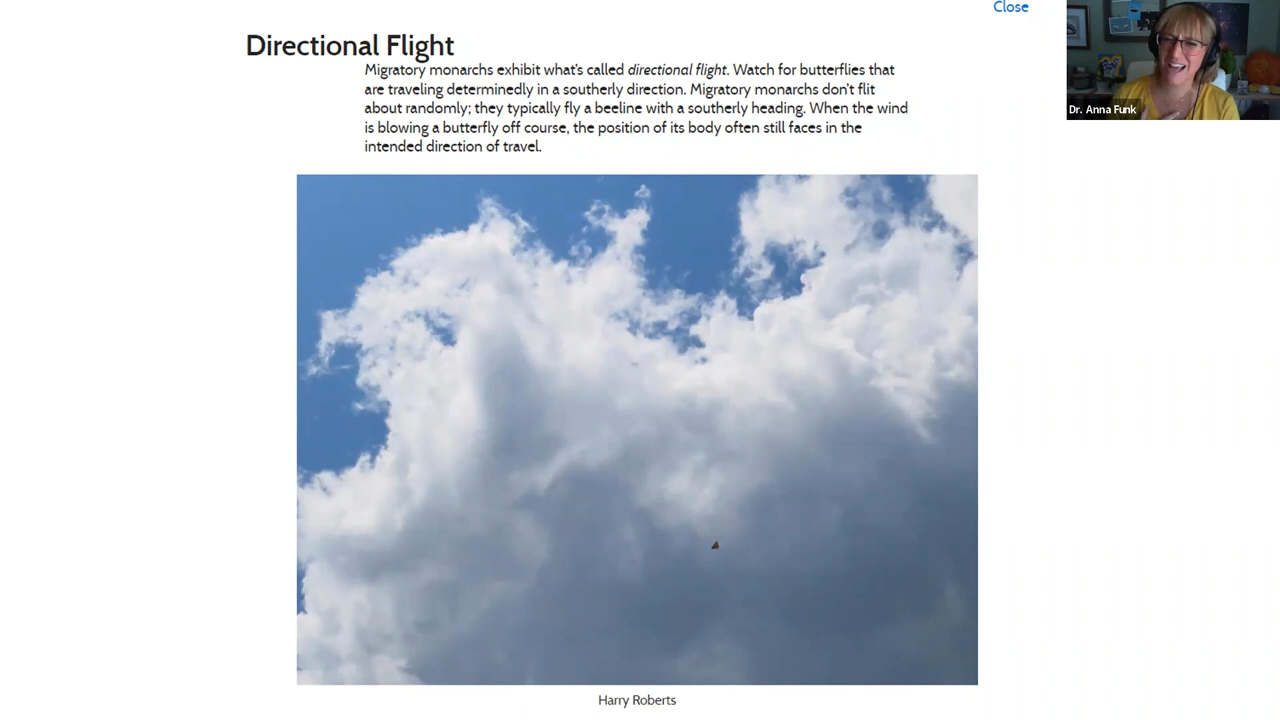 Close
Directional Flight
Migratory monarchs exhibit what's called directional flight. Watch for butterflies that
are traveling determinedly in a southerly direction. Migratory monarchs don't flit
about randomly; they typically fly a beeline with a southerly heading. When the wind
is blowing a butterfly off course, the position of its body often still faces in the
intended direction of travel.
Dr. Anna Funk
Harry Roberts